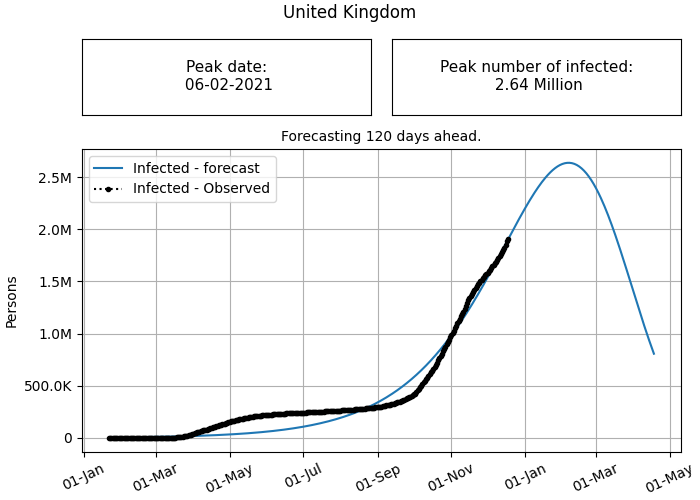 United Kingdom
Peak date:
06-02-2021
Peak number of infected:
2.64 Million
Forecasting 120 days ahead.
Infected - forecast
Infected - Observed
2.5M
2.0M
1.5M
1.0M
500.0K
0
Persons
01-Jan
01-Mar
01-May
01-Jul
01-Sep
01-Nov
01-Jan
01-Mar
01-May